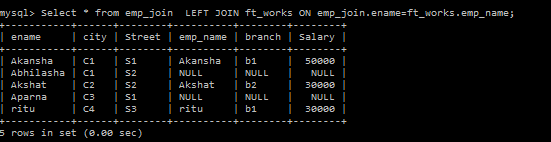 mysql> Select * from emp_join  LEFT JOIN ft_works ON emp_join.ename=ft_works.emp_name;
+-----------+------+--------+----------+--------+--------+
| ename     | city | Street | emp_name | branch | Salary |
+-----------+------+--------+----------+--------+--------+
| Akansha   | C1   | S1     | Akansha  | b1     |  50000 |
| Abhilasha | C1   | S2     | NULL     | NULL   |   NULL |
| Akshat    | C2   | S2     | Akshat   | b2     |  30000 |
| Aparna    | C3   | S1     | NULL     | NULL   |   NULL |
| ritu      | C4   | S3     | ritu     | b1     |  30000 |
+-----------+------+--------+----------+--------+--------+
5 rows in set (0.00 sec)